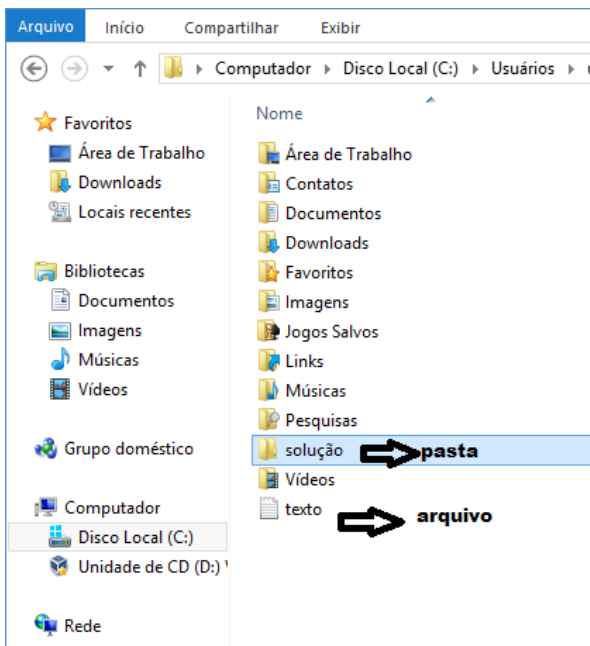 Arquivo Início Compartilhar Exibir
Computador Disco Local (C:) Usuários
Favoritos
Área de Trabalho
Downloads
Locais recentes
Bibliotecas
Documentos
Imagens
Músicas
Vídeos
Grupo doméstico
Computador
Disco Local (C:)
Unidade de CD (D:)
Rede
Nome
Área de Trabalho
Contatos
Documentos
Downloads
Favoritos
Imagens
Jogos Salvos
Links
Músicas
Pesquisas
solução pasta
Vídeos
texto arquivo